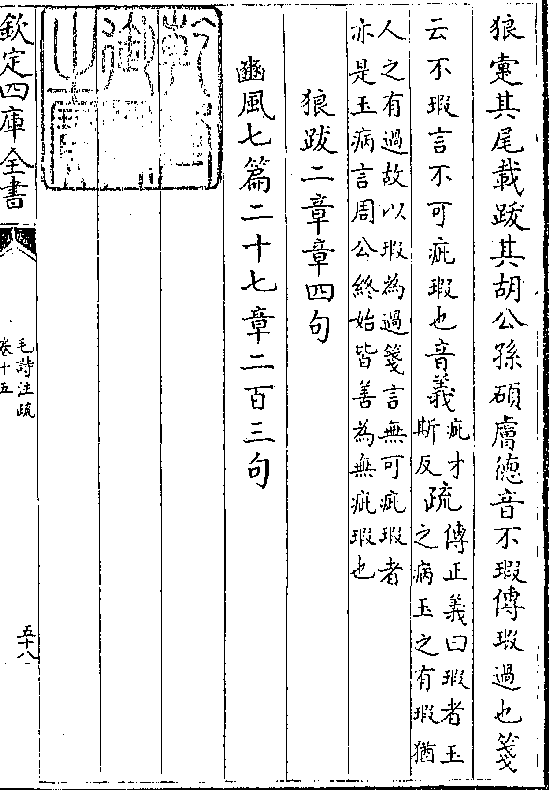 狼疐其尾載跋其胡公孫碩膚德音不瑕傳瑕過也箋
云不瑕言不可疵瑕也音義疵才
斯反疏傳正義曰瑕者玉
之病玉之有瑕猶
人之有過故以瑕為過箋言無可疵瑕者
亦是玉病言周公終始皆善為無疵瑕也
狼跋二章章四句
豳風七篇二十七章二百三句
欽定四庫全書
毛詩注疏
卷十五
五十八